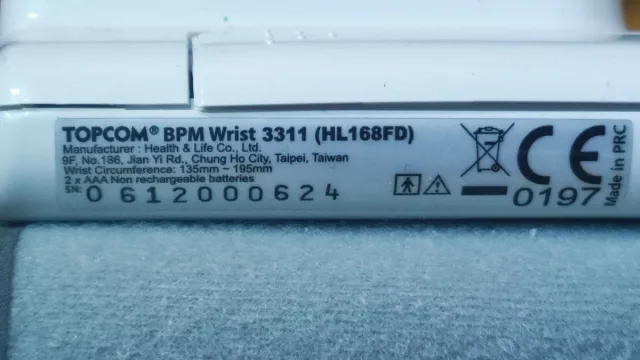 TOPCOM® BPM Wrist 3311 (HL168FD)
Manufacturer : Health & Life Co., Ltd.
9F, No.186, Jian Yi Rd., Chung Ho City, Taipei, Taiwan
Wrist Circumference: 135mm ~ 195mm
2 x AAA Non rechargeable batteries
SN: 0612000624
CE
0197
Made in PRC